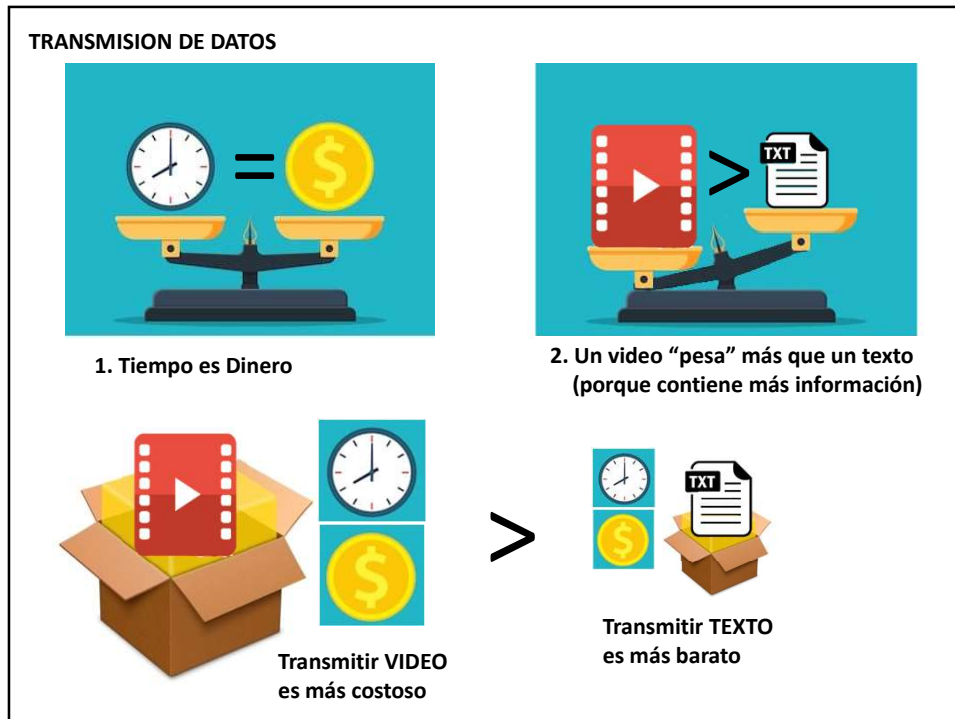 TRANSMISION DE DATOS
=
$
>
TXT
1. Tiempo es Dinero
2. Un video “pesa” más que un texto
(porque contiene más información)
$
>
$
TXT
Transmitir VIDEO
es más costoso
Transmitir TEXTO
es más barato